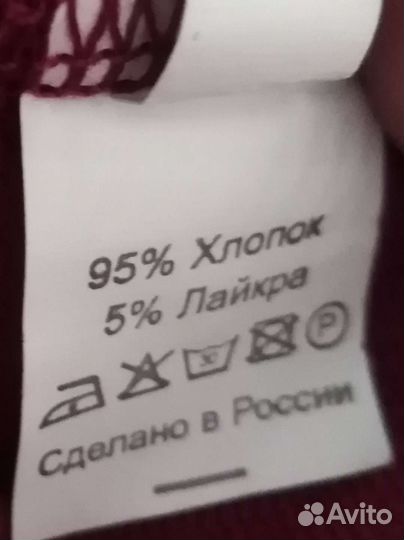 95% Хлопок
5% Лайкра
P
Сделано в России
Avito